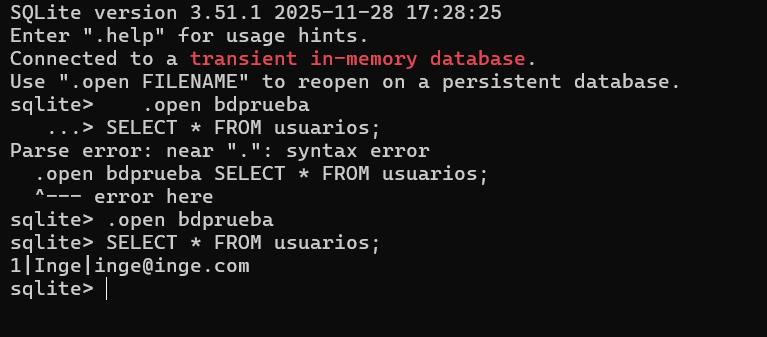 SQLite version 3.51.1 2025-11-28 17:28:25
Enter ".help" for usage hints.
Connected to a transient in-memory database.
Use ".open FILENAME" to reopen on a persistent database.
sqlite>    .open bdprueba
   ...> SELECT * FROM usuarios;
Parse error: near ".": syntax error
  .open bdprueba SELECT * FROM usuarios;
  ^--- error here
sqlite> .open bdprueba
sqlite> SELECT * FROM usuarios;
1|Inge|inge@inge.com
sqlite>